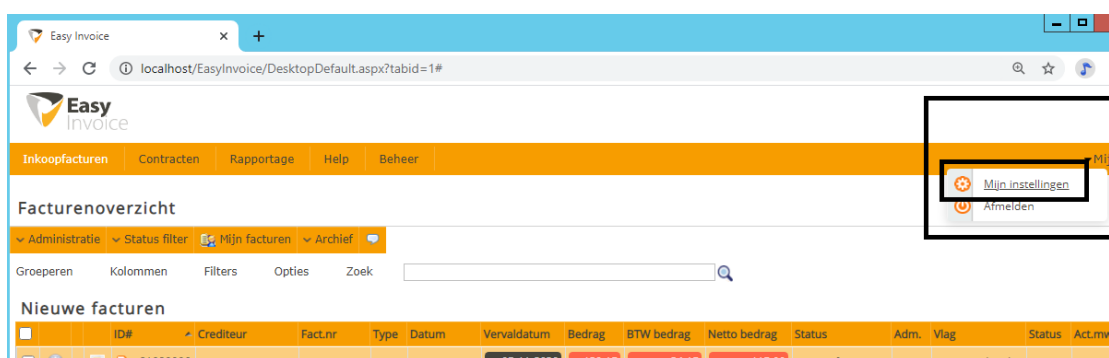 Easy Invoice
localhost/EasyInvoice/DesktopDefault.aspx?tabid=1#
Easy
Invoice
Inkoopfacturen Contracten Rapportage Help Beheer
Mijn instellingen
Afmelden
Facturenoverzicht
Administratie Status filter Mijn facturen Archief
Groeperen Kolommen Filters Opties Zoek
Nieuwe facturen
ID# Crediteur Fact.nr Type Datum Vervaldatum Bedrag BTW bedrag Netto bedrag Status Adm. Vlag Status Act.mw